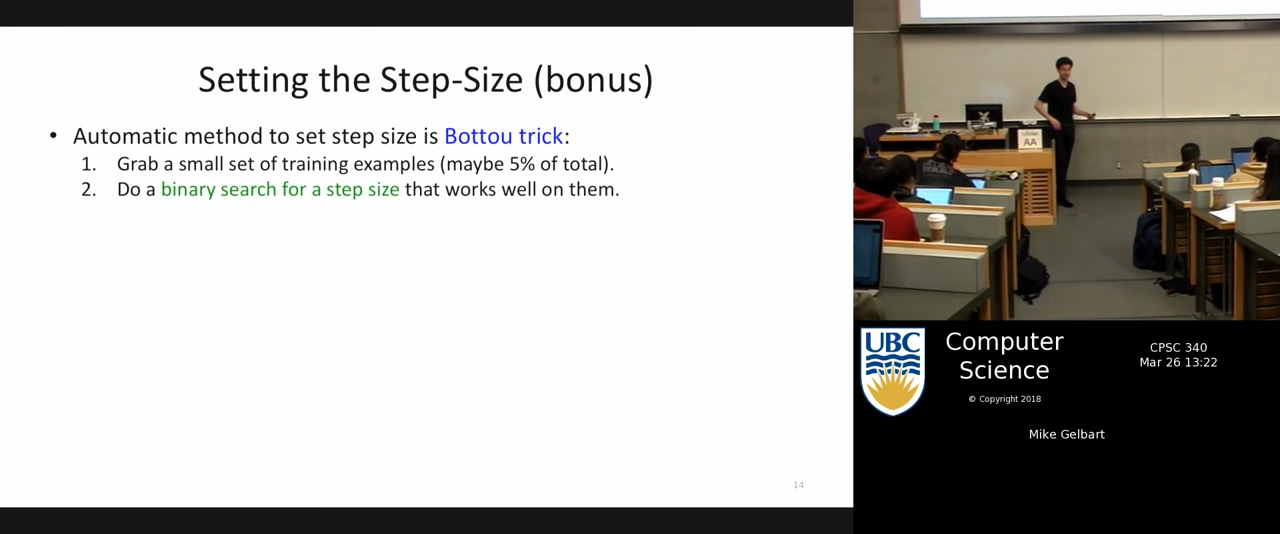 Setting the Step-Size (bonus)
• Automatic method to set step size is Bottou trick:
1. Grab a small set of training examples (maybe 5% of total).
2. Do a binary search for a step size that works well on them.
14
AA
UBC
Computer
Science
© Copyright 2018
CPSC 340
Mar 26 13:22
Mike Gelbart